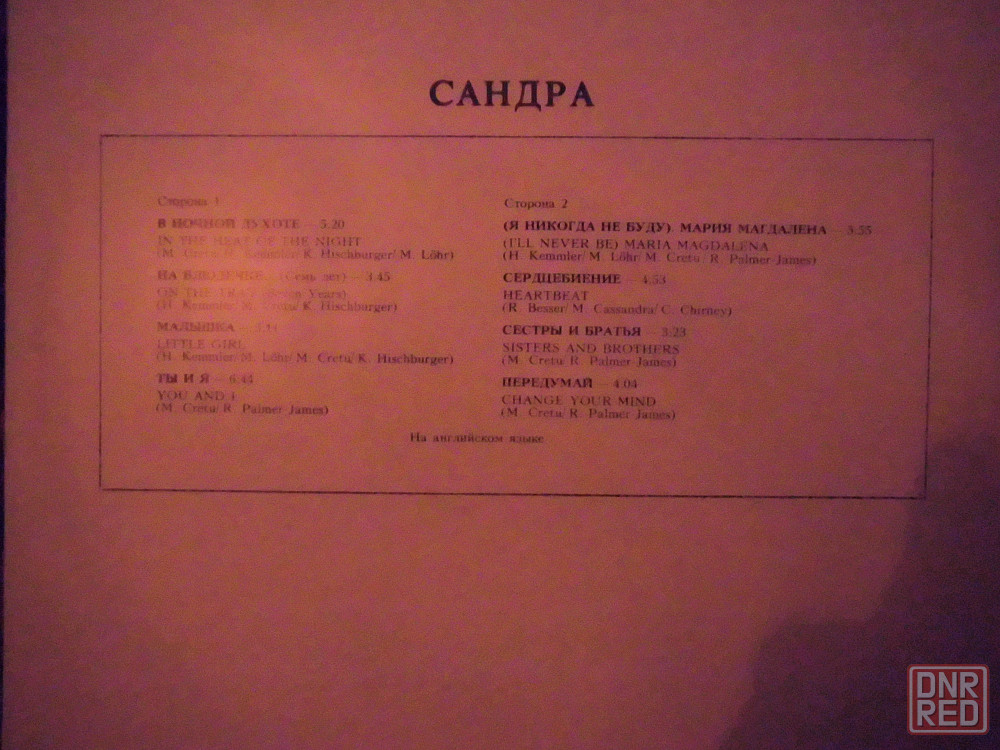 САНДРА
Сторона 1
В НОЧНОЙ ДУХОТЕ — 5.20
IN THE HEAT OF THE NIGHT
(M. Cretu/ H. Kemmler/ K. Hischburger/ M. Löhr)
НА (Семь лет) — 3.45
ON THE Years)
(H. Kemmler/ M. Cretu/ K. Hischburger)
МАЛЫШКА —
LITTLE GIRL
(H. Kemmler/ M. Löhr/ M. Cretu/ K. Hischburger)
ТЫ И Я — 6.44
YOU AND I
(M. Cretu/ R. Palmer-James)
Сторона 2
(Я НИКОГДА НЕ БУДУ). МАРИЯ МАГДАЛЕНА — 3.55
(I'LL NEVER BE) MARIA MAGDALENA
(H. Kemmler/ M. Löhr/ M. Cretu/ R. Palmer-James)
СЕРДЦЕБИЕНИЕ — 4.53
HEARTBEAT
(R. Besser/ M. Cassandra/ C. Chirney)
СЕСТРЫ И БРАТЬЯ — 3.23
SISTERS AND BROTHERS
(M. Cretu/ R. Palmer-James)
ПЕРЕДУМАЙ — 4.04
CHANGE YOUR MIND
(M. Cretu/ R. Palmer-James)
На английском языке
DNR
RED